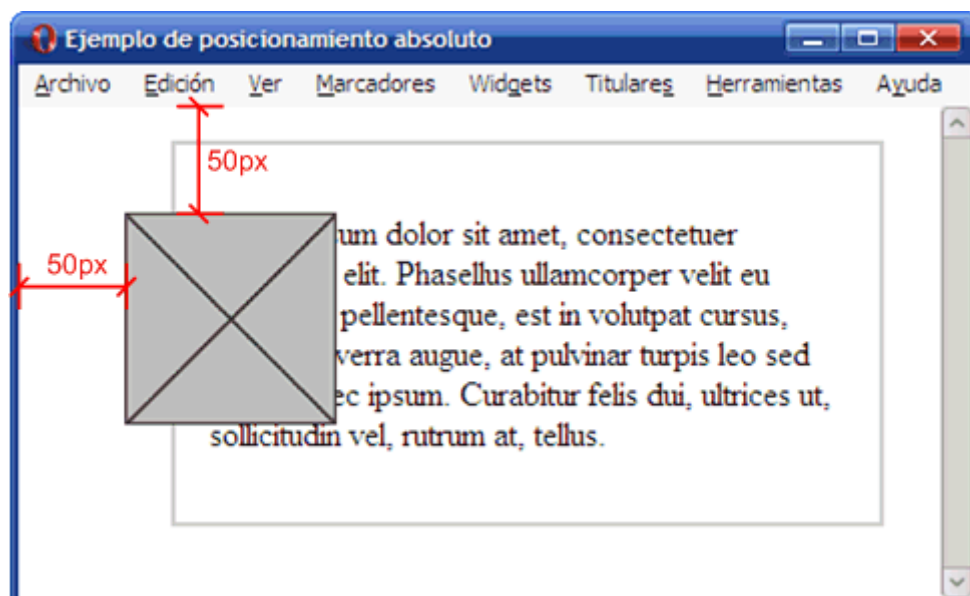 Ejemplo de posicionamiento absoluto
Archivo Edición Ver Marcadores Widgets Titulares Herramientas Ayuda
50px
um dolor sit amet, consectetuer
50px
elit. Phasellus ullamcorper velit eu
pellentesque, est in volutpat cursus,
verra augue, at pulvinar turpis leo sed
ec ipsum. Curabitur felis dui, ultrices ut,
sollicitudin vel, rutrum at, tellus.